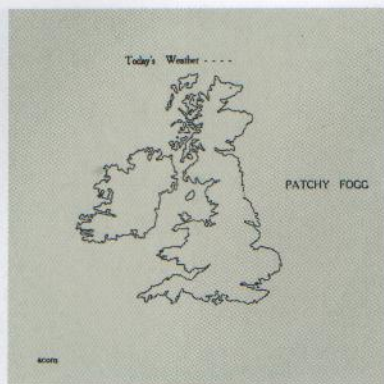 Today's Weather - - - -
PATCHY FOGG
acorn